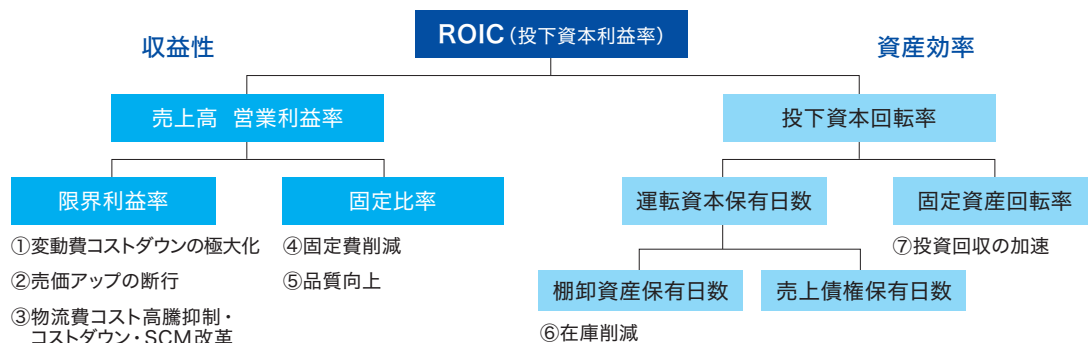 ROIC（投下資本利益率）
収益性
資産効率
売上高 営業利益率
投下資本回転率
限界利益率
固定比率
運転資本保有日数
固定資産回転率
①変動費コストダウンの極大化
④固定費削減
⑦投資回収の加速
②売価アップの断行
⑤品質向上
棚卸資産保有日数
売上債権保有日数
③物流費コスト高騰抑制・
コストダウン・SCM改革
⑥在庫削減